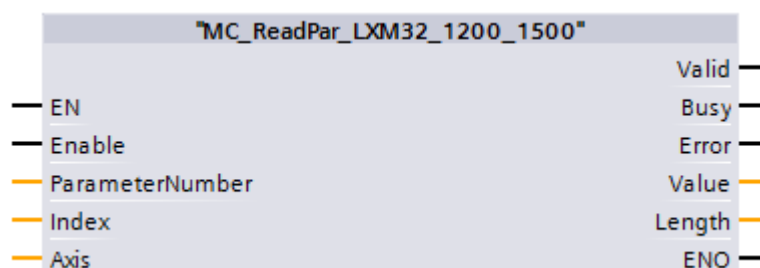 "MC_ReadPar_LXM32_1200_1500"
Valid
EN Busy
Enable Error
ParameterNumber Value
Index Length
Axis ENO